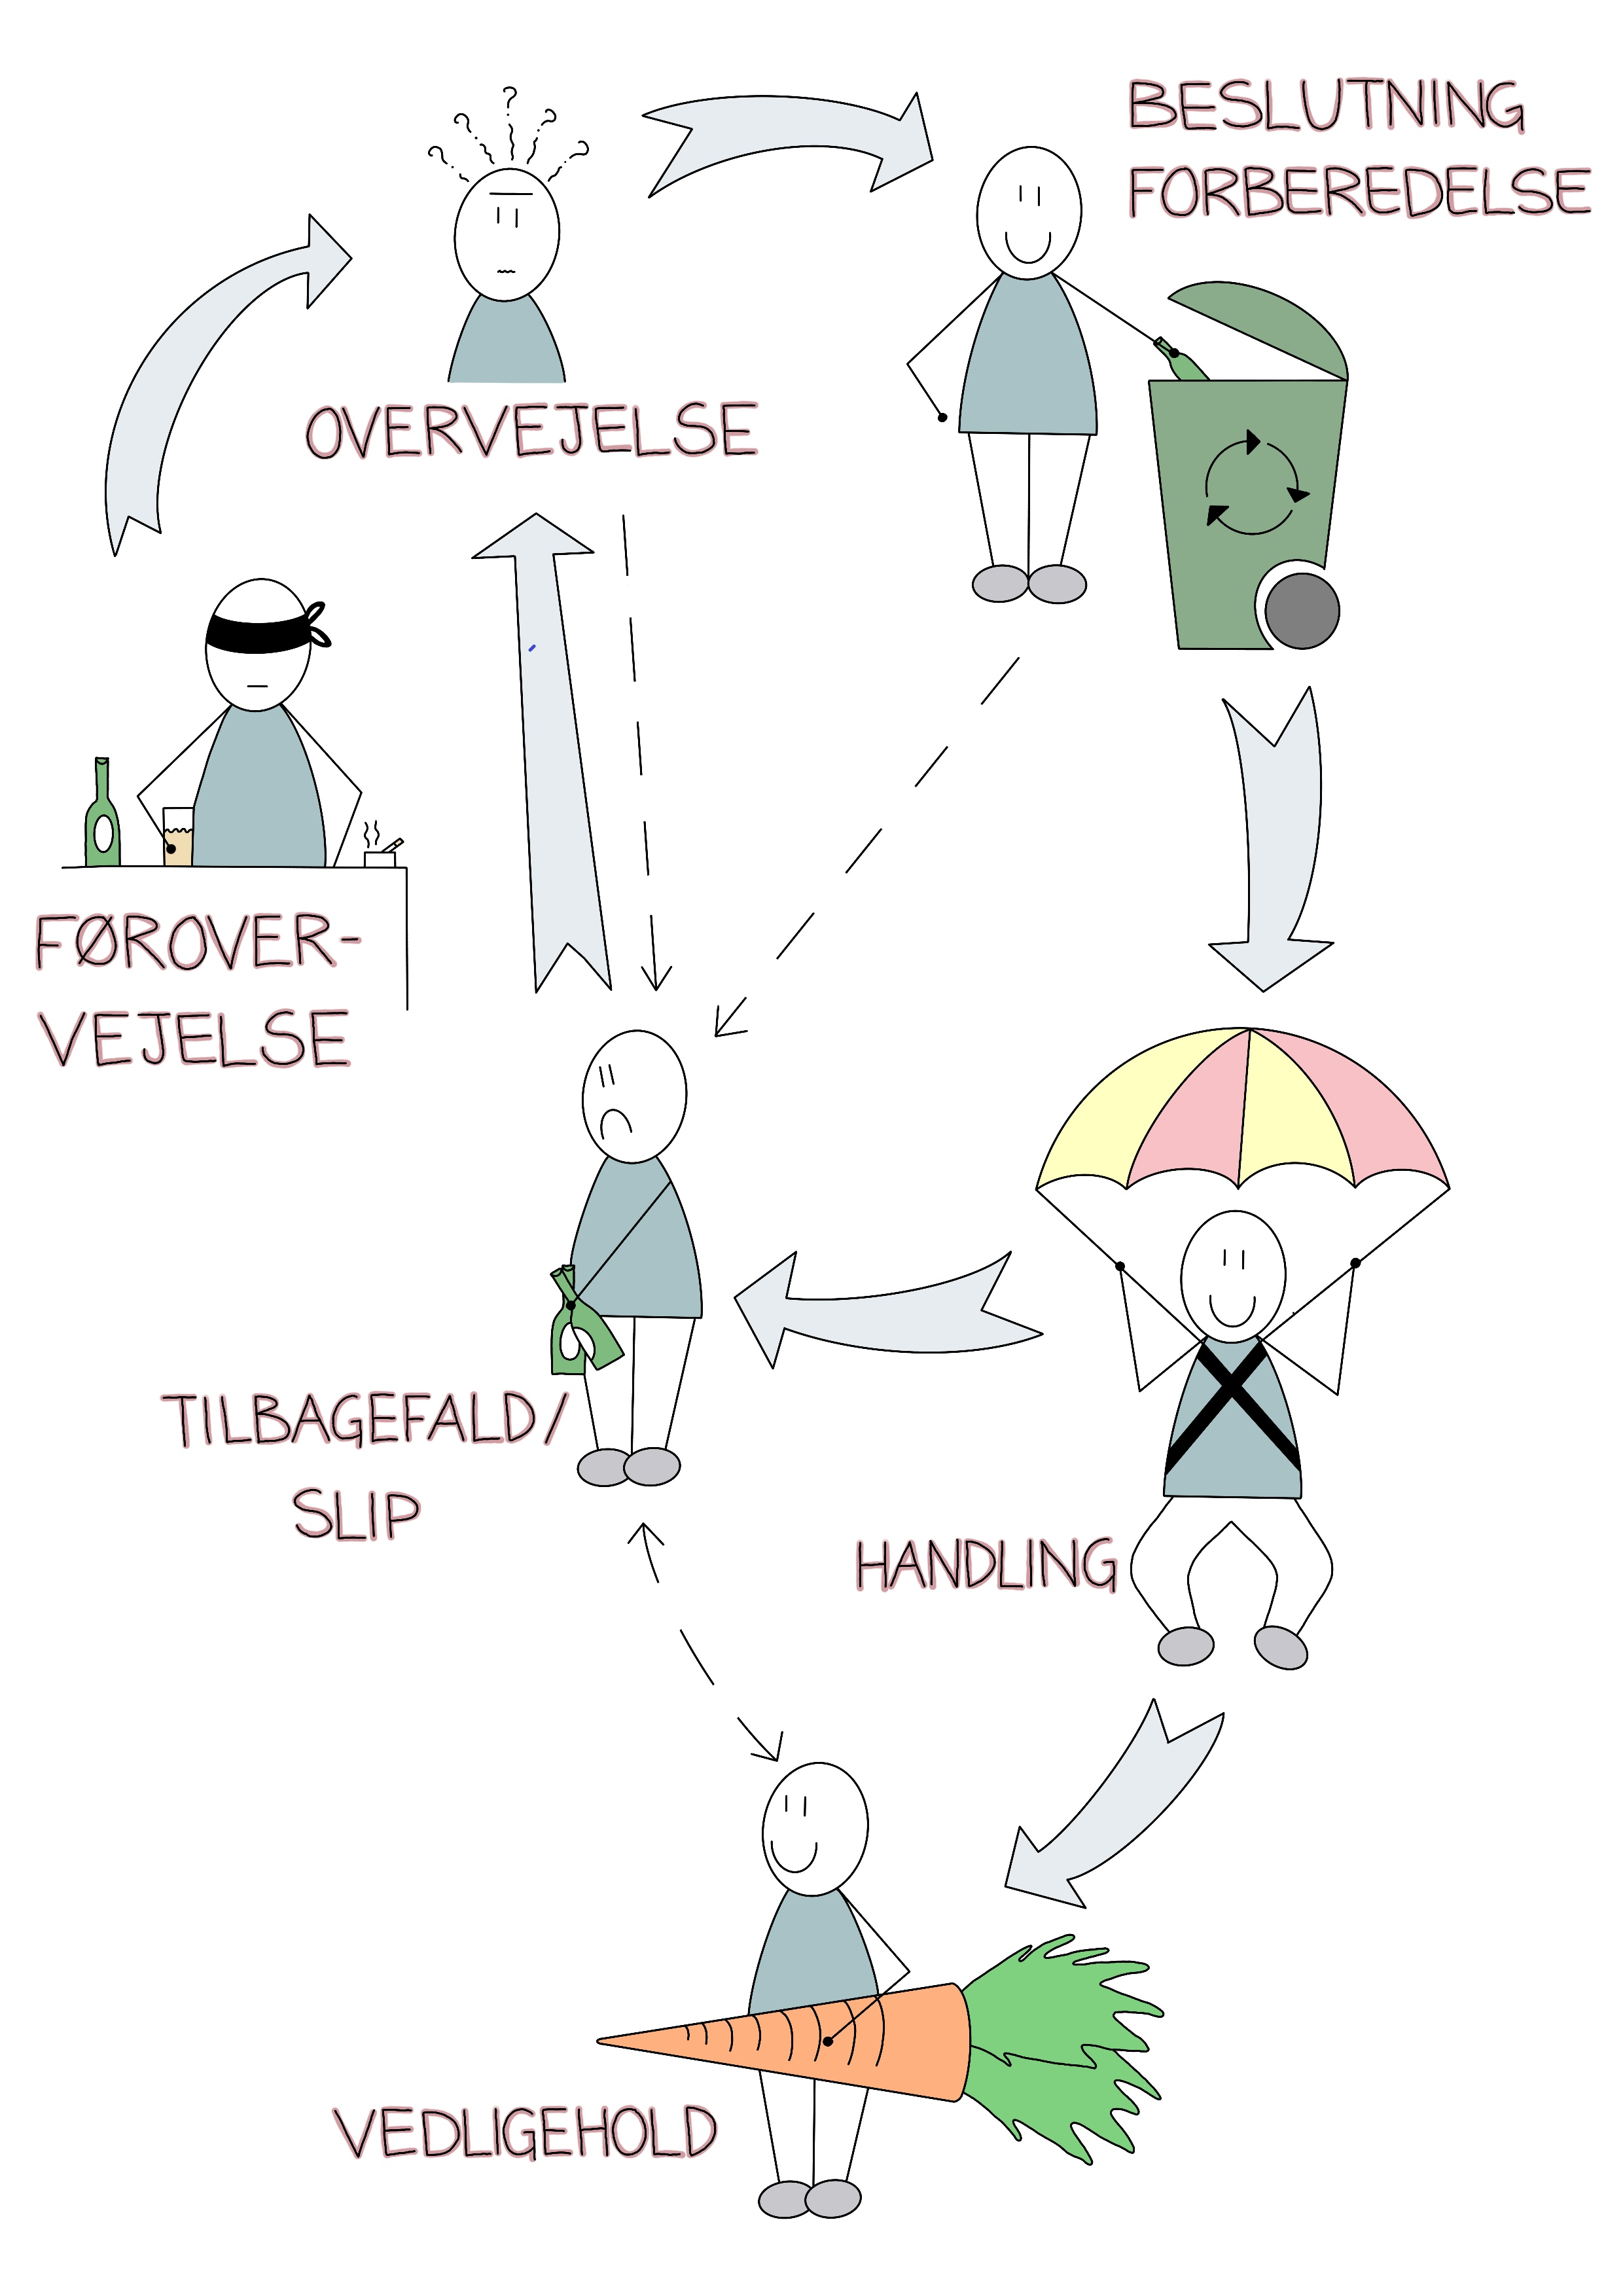 BESLUTNING
FORBEREDELSE
OVERVEJELSE
FØROVER-
VEJELSE
TILBAGEFALD/
SLIP
HANDLING
VEDLIGEHOLD